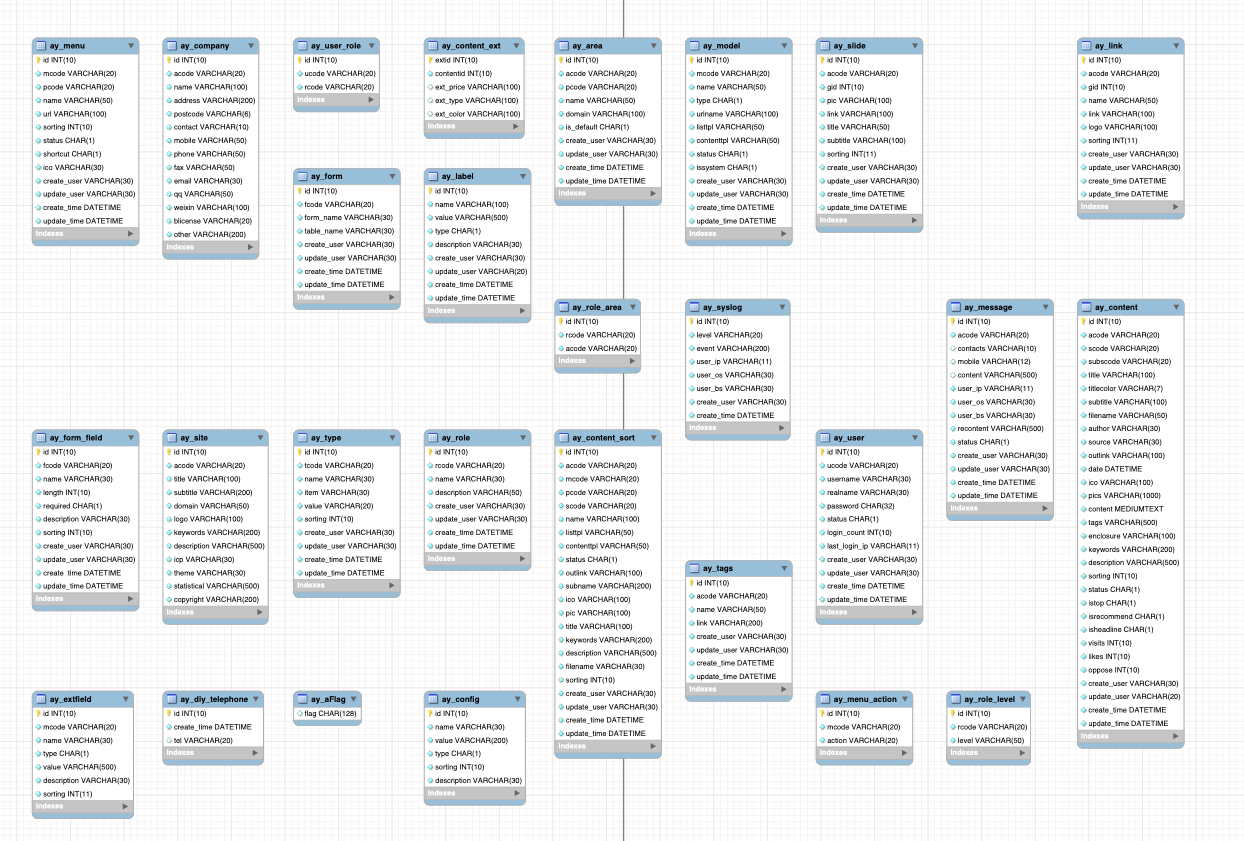 ay_menu
id INT(10)
mcode VARCHAR(20)
pcode VARCHAR(20)
name VARCHAR(50)
url VARCHAR(100)
sorting INT(10)
status CHAR(1)
shortcut CHAR(1)
ico VARCHAR(30)
create_user VARCHAR(30)
update_user VARCHAR(30)
create_time DATETIME
update_time DATETIME
Indexes
ay_company
id INT(10)
acode VARCHAR(20)
name VARCHAR(100)
address VARCHAR(200)
postcode VARCHAR(6)
contact VARCHAR(10)
mobile VARCHAR(50)
phone VARCHAR(50)
fax VARCHAR(50)
email VARCHAR(30)
qq VARCHAR(50)
weixin VARCHAR(100)
blicense VARCHAR(20)
other VARCHAR(200)
Indexes
ay_user_role
id INT(10)
ucode VARCHAR(20)
rcode VARCHAR(20)
Indexes
ay_content_ext
extid INT(10)
contentid INT(10)
ext_price VARCHAR(100)
ext_type VARCHAR(100)
ext_color VARCHAR(100)
Indexes
ay_area
id INT(10)
acode VARCHAR(20)
pcode VARCHAR(20)
name VARCHAR(50)
domain VARCHAR(100)
is_default CHAR(1)
create_user VARCHAR(30)
update_user VARCHAR(30)
create_time DATETIME
update_time DATETIME
Indexes
ay_model
id INT(10)
mcode VARCHAR(20)
name VARCHAR(50)
type CHAR(1)
urlname VARCHAR(100)
listtpl VARCHAR(50)
contenttpl VARCHAR(50)
status CHAR(1)
issystem CHAR(1)
create_user VARCHAR(30)
update_user VARCHAR(30)
create_time DATETIME
update_time DATETIME
Indexes
ay_slide
id INT(10)
acode VARCHAR(20)
gid INT(10)
pic VARCHAR(100)
link VARCHAR(100)
title VARCHAR(50)
subtitle VARCHAR(100)
sorting INT(11)
create_user VARCHAR(30)
update_user VARCHAR(30)
create_time DATETIME
update_time DATETIME
Indexes
ay_link
id INT(10)
acode VARCHAR(20)
gid INT(10)
name VARCHAR(50)
link VARCHAR(100)
logo VARCHAR(100)
sorting INT(11)
create_user VARCHAR(30)
update_user VARCHAR(30)
create_time DATETIME
update_time DATETIME
Indexes
ay_form
id INT(10)
fcode VARCHAR(20)
form_name VARCHAR(30)
table_name VARCHAR(30)
create_user VARCHAR(30)
update_user VARCHAR(30)
create_time DATETIME
update_time DATETIME
Indexes
ay_label
id INT(10)
name VARCHAR(100)
value VARCHAR(500)
type CHAR(1)
description VARCHAR(30)
create_user VARCHAR(30)
update_user VARCHAR(20)
create_time DATETIME
update_time DATETIME
Indexes
ay_role_area
id INT(10)
rcode VARCHAR(20)
acode VARCHAR(20)
Indexes
ay_syslog
id INT(10)
level VARCHAR(20)
event VARCHAR(200)
user_ip VARCHAR(11)
user_os VARCHAR(30)
user_bs VARCHAR(30)
create_user VARCHAR(30)
create_time DATETIME
Indexes
ay_message
id INT(10)
acode VARCHAR(20)
contacts VARCHAR(10)
mobile VARCHAR(12)
content VARCHAR(500)
user_ip VARCHAR(11)
user_os VARCHAR(30)
user_bs VARCHAR(30)
recontent VARCHAR(500)
status CHAR(1)
create_user VARCHAR(30)
update_user VARCHAR(30)
create_time DATETIME
update_time DATETIME
Indexes
ay_content
id INT(10)
acode VARCHAR(20)
scode VARCHAR(20)
subscode VARCHAR(20)
title VARCHAR(100)
titlecolor VARCHAR(7)
subtitle VARCHAR(100)
filename VARCHAR(50)
author VARCHAR(30)
source VARCHAR(30)
outlink VARCHAR(100)
date DATETIME
ico VARCHAR(100)
pics VARCHAR(1000)
content MEDIUMTEXT
tags VARCHAR(500)
enclosure VARCHAR(100)
keywords VARCHAR(200)
description VARCHAR(500)
sorting INT(10)
status CHAR(1)
istop CHAR(1)
isrecommend CHAR(1)
isheadline CHAR(1)
visits INT(10)
likes INT(10)
oppose INT(10)
create_user VARCHAR(30)
update_user VARCHAR(20)
create_time DATETIME
update_time DATETIME
Indexes
ay_form_field
id INT(10)
fcode VARCHAR(20)
name VARCHAR(30)
length INT(10)
required CHAR(1)
description VARCHAR(30)
sorting INT(10)
create_user VARCHAR(30)
update_user VARCHAR(30)
create_time DATETIME
update_time DATETIME
Indexes
ay_site
id INT(10)
acode VARCHAR(20)
title VARCHAR(100)
subtitle VARCHAR(200)
domain VARCHAR(50)
logo VARCHAR(100)
keywords VARCHAR(200)
description VARCHAR(500)
icp VARCHAR(30)
theme VARCHAR(30)
statistical VARCHAR(500)
copyright VARCHAR(200)
Indexes
ay_type
id INT(10)
tcode VARCHAR(20)
name VARCHAR(30)
item VARCHAR(30)
value VARCHAR(20)
sorting INT(10)
create_user VARCHAR(30)
update_user VARCHAR(30)
create_time DATETIME
update_time DATETIME
Indexes
ay_role
id INT(10)
rcode VARCHAR(20)
name VARCHAR(30)
description VARCHAR(50)
create_user VARCHAR(30)
update_user VARCHAR(30)
create_time DATETIME
update_time DATETIME
Indexes
ay_content_sort
id INT(10)
acode VARCHAR(20)
mcode VARCHAR(20)
pcode VARCHAR(20)
scode VARCHAR(20)
name VARCHAR(100)
listtpl VARCHAR(50)
contenttpl VARCHAR(50)
status CHAR(1)
outlink VARCHAR(100)
subname VARCHAR(200)
ico VARCHAR(100)
pic VARCHAR(100)
title VARCHAR(100)
keywords VARCHAR(200)
description VARCHAR(500)
filename VARCHAR(30)
sorting INT(10)
create_user VARCHAR(30)
update_user VARCHAR(30)
create_time DATETIME
update_time DATETIME
Indexes
ay_user
id INT(10)
ucode VARCHAR(20)
username VARCHAR(30)
realname VARCHAR(30)
password CHAR(32)
status CHAR(1)
login_count INT(10)
last_login_ip VARCHAR(11)
create_user VARCHAR(30)
update_user VARCHAR(30)
create_time DATETIME
update_time DATETIME
Indexes
ay_tags
id INT(10)
acode VARCHAR(20)
name VARCHAR(50)
link VARCHAR(200)
create_user VARCHAR(30)
update_user VARCHAR(30)
create_time DATETIME
update_time DATETIME
Indexes
ay_extfield
id INT(10)
mcode VARCHAR(20)
name VARCHAR(30)
type CHAR(1)
value VARCHAR(500)
description VARCHAR(30)
sorting INT(11)
Indexes
ay_diy_telephone
id INT(10)
create_time DATETIME
tel VARCHAR(20)
Indexes
ay_aFlag
flag CHAR(128)
ay_config
id INT(10)
name VARCHAR(30)
value VARCHAR(200)
type CHAR(1)
sorting INT(10)
description VARCHAR(30)
Indexes
ay_menu_action
id INT(10)
mcode VARCHAR(20)
action VARCHAR(20)
Indexes
ay_role_level
id INT(10)
rcode VARCHAR(20)
level VARCHAR(50)
Indexes